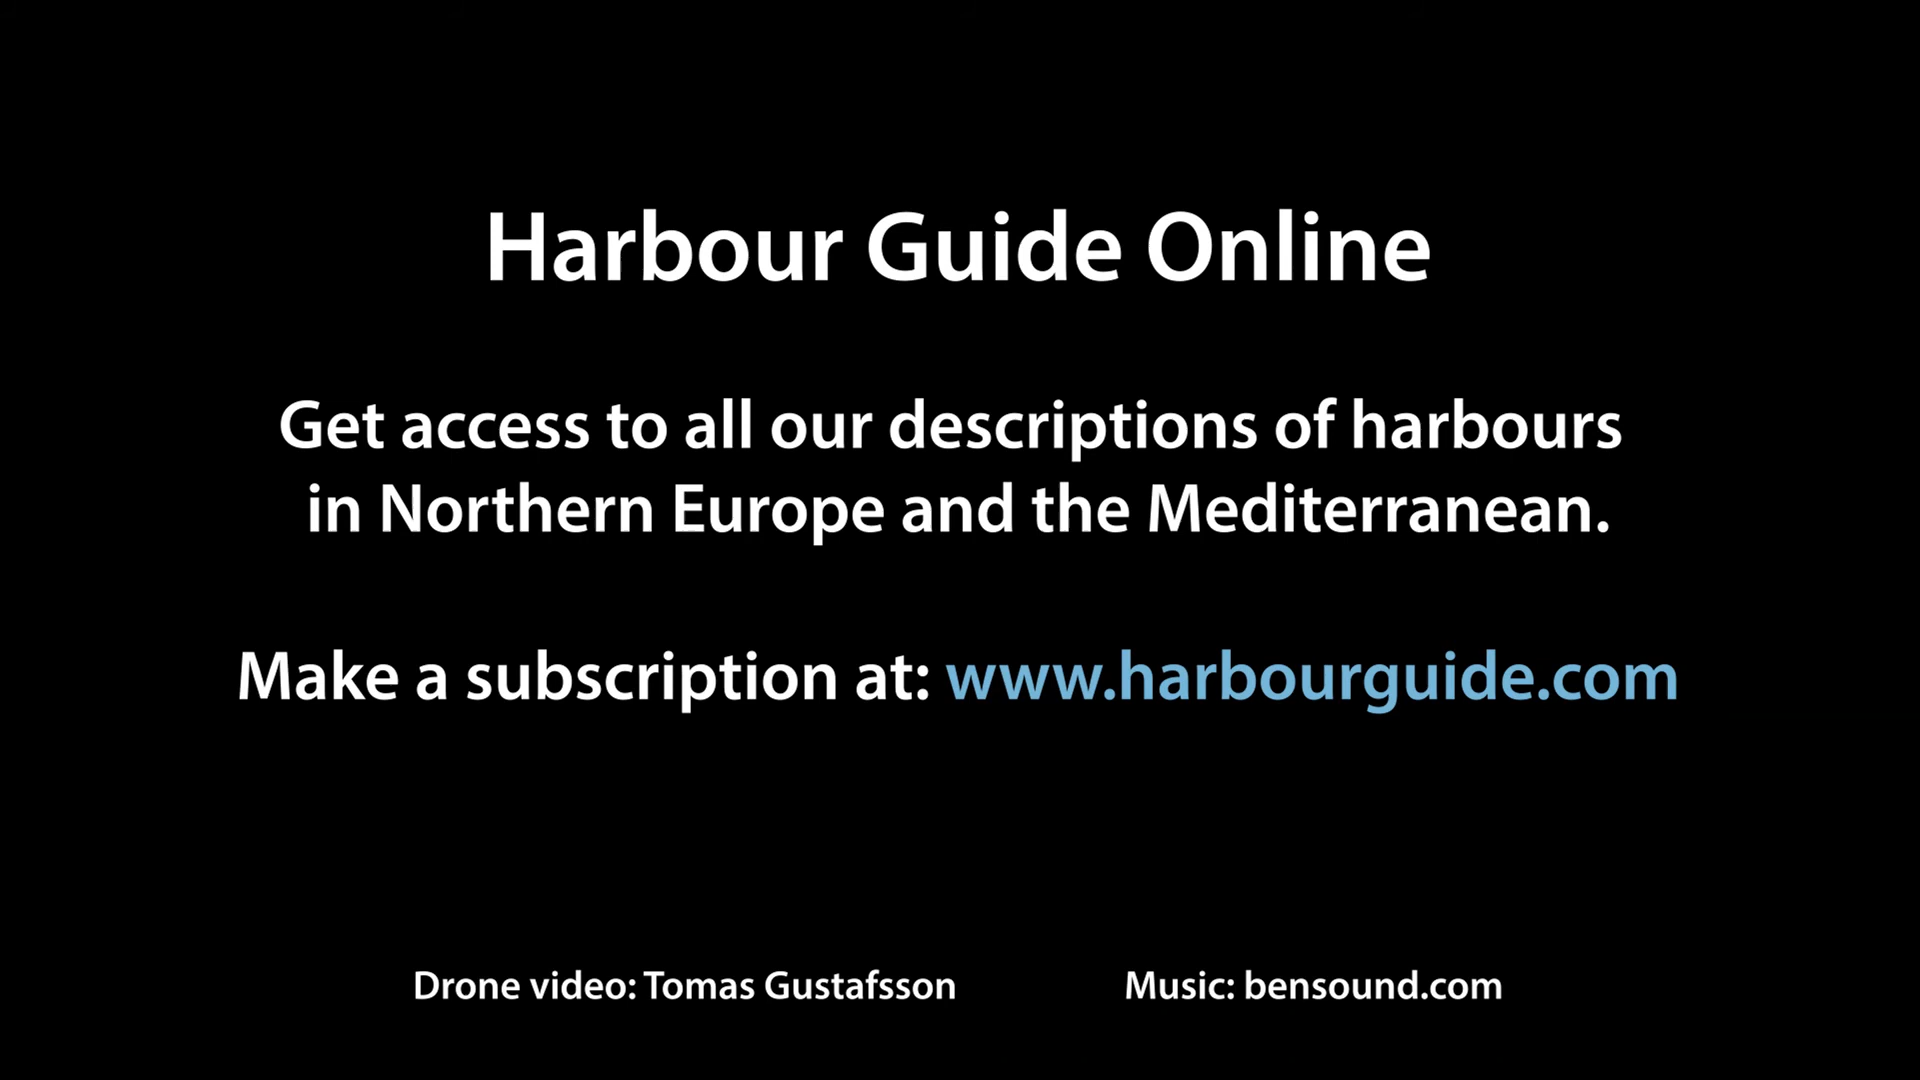 Harbour Guide Online
Get access to all our descriptions of harbours
in Northern Europe and the Mediterranean.
Make a subscription at: www.harbourguide.com
Drone video: Tomas Gustafsson
Music: bensound.com